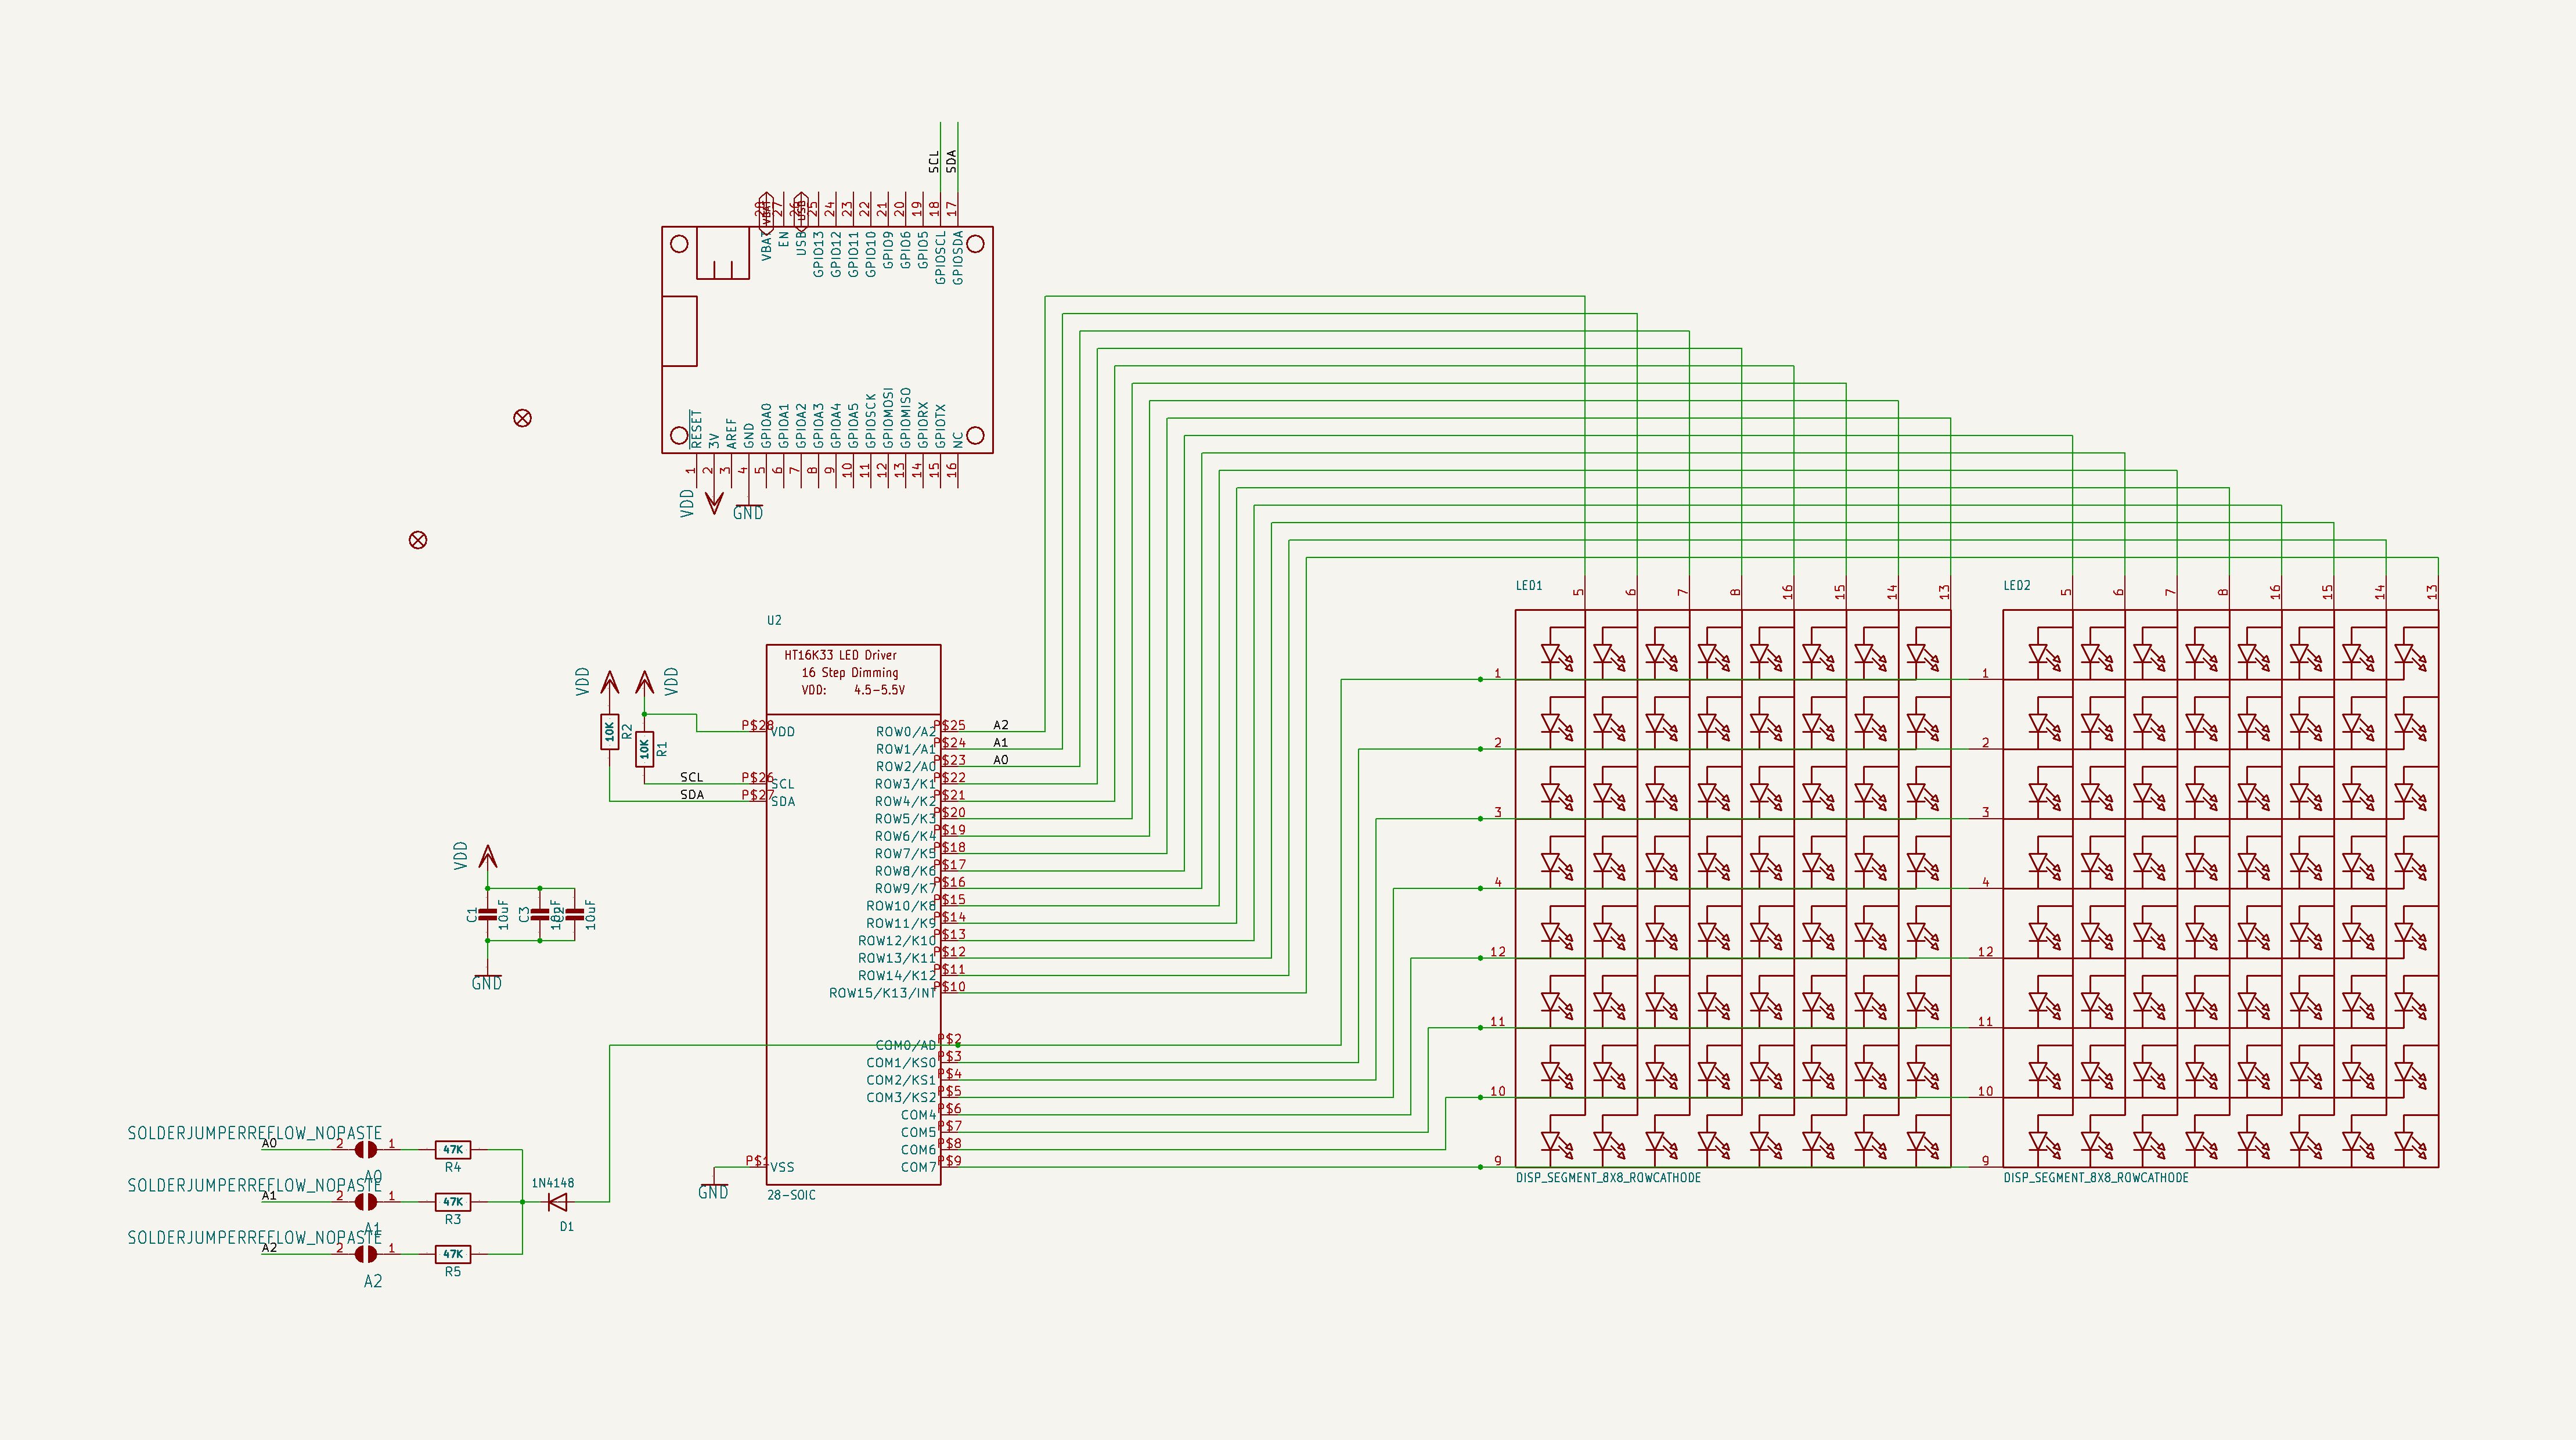 SCL
SDA
28
27
26
25
24
23
22
21
20
19
18
17
VBAT
USB
VBAT
EN
USB
GPIO13
GPIO12
GPIO11
GPIO10
GPIO9
GPIO6
GPIO5
GPIOSCL
GPIOSDA
RESET
3V
AREF
GND
GPIOA0
GPIOA1
GPIOA2
GPIOA3
GPIOA4
GPIOA5
GPIOSCK
GPIOMOSI
GPIOMISO
GPIORX
GPIOTX
NC
1
2
3
4
5
6
7
8
9
10
11
12
13
14
15
16
VDD
GND
U2
HT16K33 LED Driver
16 Step Dimming
VDD: 4.5-5.5V
VDD
VDD
10K
R2
10K
R1
SCL
SDA
P$28
VDD
P$26
SCL
P$27
SDA
P$1
VSS
GND
28-SOIC
ROW0/A2 P$25 A2
ROW1/A1 P$24 A1
ROW2/A0 P$23 A0
ROW3/K1 P$22
ROW4/K2 P$21
ROW5/K3 P$20
ROW6/K4 P$19
ROW7/K5 P$18
ROW8/K6 P$17
ROW9/K7 P$16
ROW10/K8 P$15
ROW11/K9 P$14
ROW12/K10 P$13
ROW13/K11 P$12
ROW14/K12 P$11
ROW15/K13/INT P$10
COM0/AD P$2
COM1/KS0 P$3
COM2/KS1 P$4
COM3/KS2 P$5
COM4 P$6
COM5 P$7
COM6 P$8
COM7 P$9
VDD
C1
10uF
C3
10uF
C2
10uF
GND
SOLDERJUMPERREFLOW_NOPASTE
A0
2
1
47K
R4
A0
SOLDERJUMPERREFLOW_NOPASTE
A1
2
1
47K
R3
A1
SOLDERJUMPERREFLOW_NOPASTE
A2
2
1
47K
R5
A2
1N4148
D1
LED1
5
6
7
8
16
15
14
13
1
2
3
4
12
11
10
9
DISP_SEGMENT_8X8_ROWCATHODE
LED2
5
6
7
8
16
15
14
13
1
2
3
4
12
11
10
9
DISP_SEGMENT_8X8_ROWCATHODE